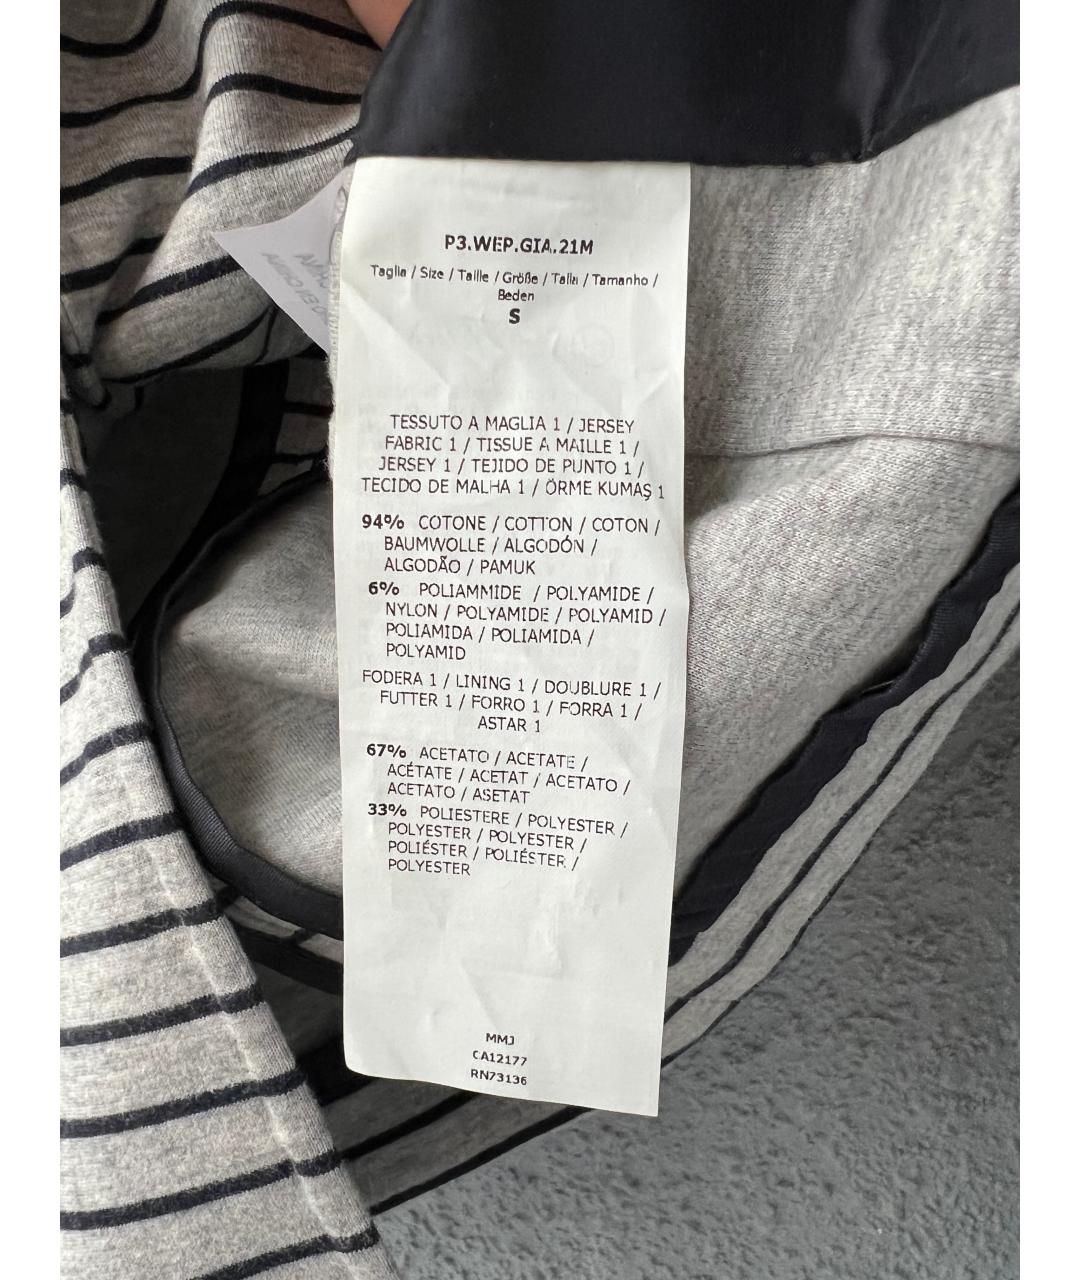 P3.WEP.GIA.21M
Taglia / Size / Taille / Größe / Talla / Tamanho /
Beden
S
TESSUTO A MAGLIA 1 / JERSEY
FABRIC 1 / TISSUE A MAILLE 1 /
JERSEY 1 / TEJIDO DE PUNTO 1 /
TECIDO DE MALHA 1 / ÖRME KUMAŞ 1
94% COTONE / COTTON / COTON /
BAUMWOLLE / ALGODÓN /
ALGODÃO / PAMUK
6% POLIAMMIDE / POLYAMIDE /
NYLON / POLYAMIDE / POLYAMID /
POLIAMIDA / POLIAMIDA /
POLYAMID
FODERA 1 / LINING 1 / DOUBLURE 1 /
FUTTER 1 / FORRO 1 / FORRA 1 /
ASTAR 1
67% ACETATO / ACETATE /
ACÉTATE / ACETAT / ACETATO /
ACETATO / ASETAT
33% POLIESTERE / POLYESTER /
POLYESTER / POLYESTER /
POLIÉSTER / POLIÉSTER /
POLYESTER
MMJ
CA12177
RN73136